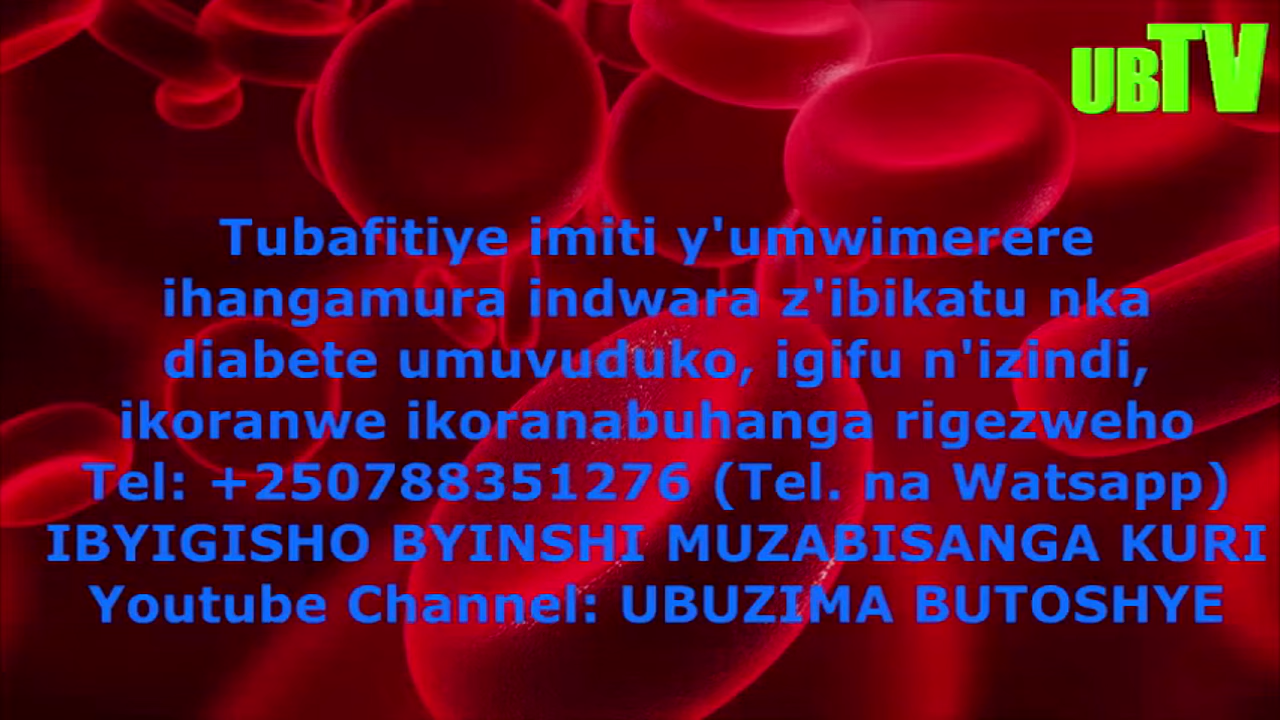 UBTV
Tubafitiye imiti y'umwimerere
ihangamura indwara z'ibikatu nka
diabete umuvuduko, igifu n'izindi,
ikoranwe ikoranabuhanga rigezweho
Tel: +250788351276 (Tel. na Watsapp)
IBYIGISHO BYINSHI MUZABISANGA KURI
Youtube Channel: UBUZIMA BUTOSHYE